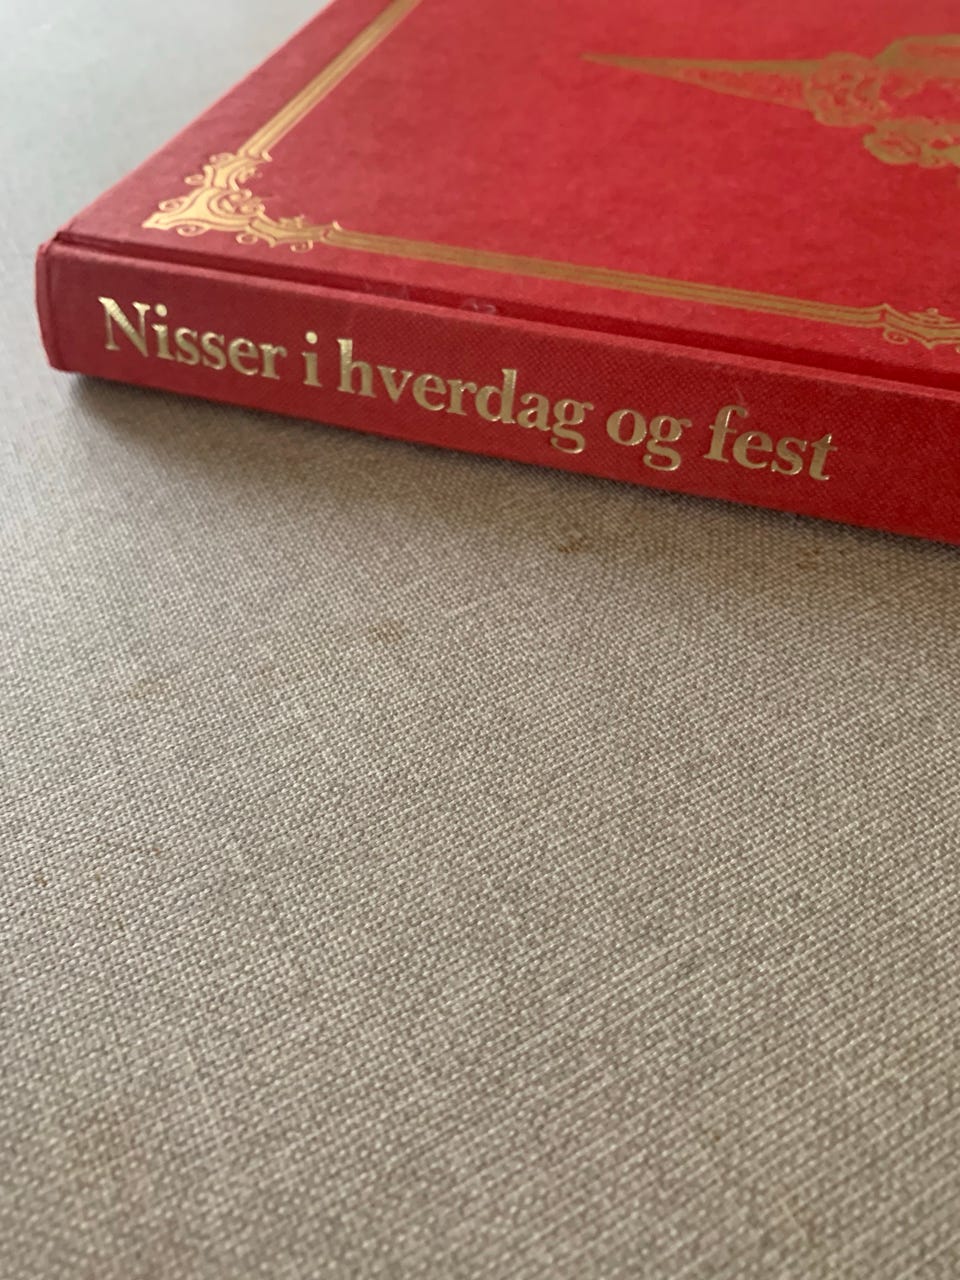 Nisser i hverdag og fest